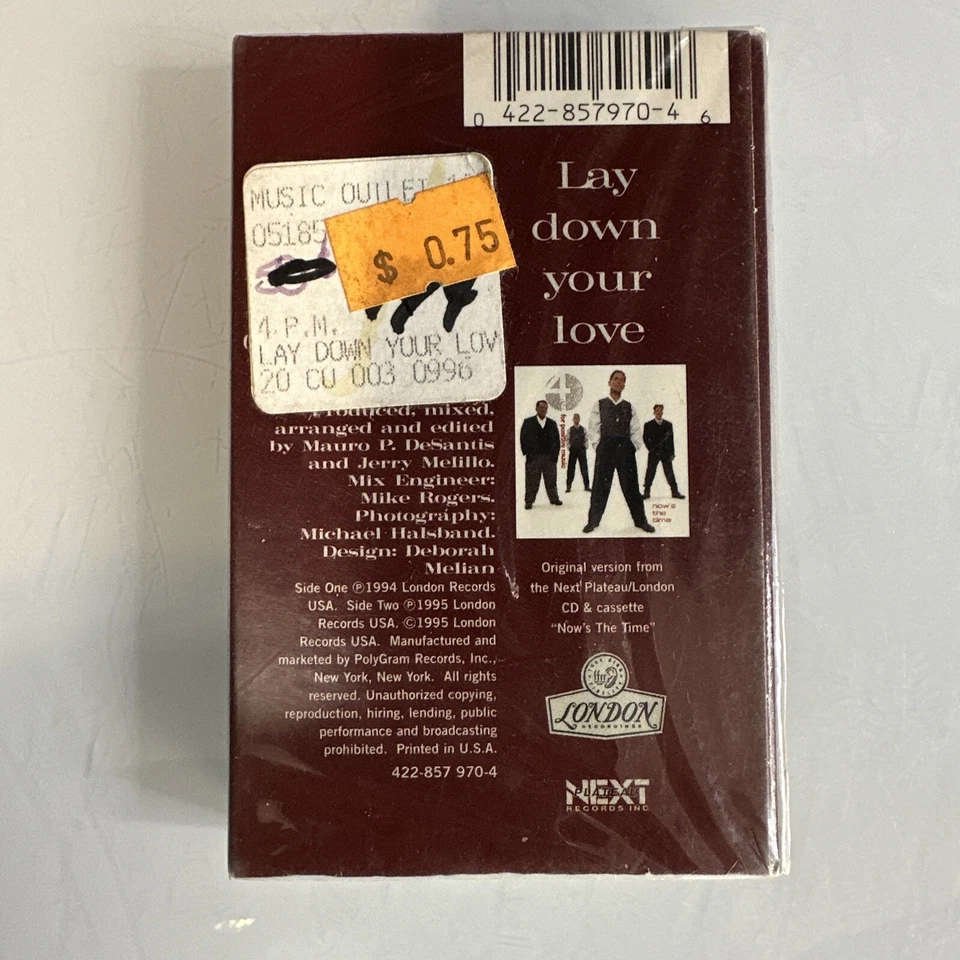 0 422-857970-4 6
MUSIC OUTLET
05185
$ 0.75
4 P.M.
LAY DOWN YOUR LOV
20 CU 003 0996
Lay
down
your
love
Produced, mixed,
arranged and edited
by Mauro P. DeSantis
and Jerry Melillo.
Mix Engineer:
Mike Rogers.
Photography:
Michael Halsband.
Design: Deborah
Melian
Side One ℗1994 London Records
USA. Side Two ℗1995 London
Records USA. ©1995 London
Records USA. Manufactured and
marketed by PolyGram Records, Inc.,
New York, New York. All rights
reserved. Unauthorized copying,
reproduction, hiring, lending, public
performance and broadcasting
prohibited. Printed in U.S.A.
422-857 970-4
4
for positive music
now's
the
time
Original version from
the Next Plateau/London
CD & cassette
"Now's The Time"
LONDON
RECORDINGS
NEXT
PLATEAU
RECORDS INC